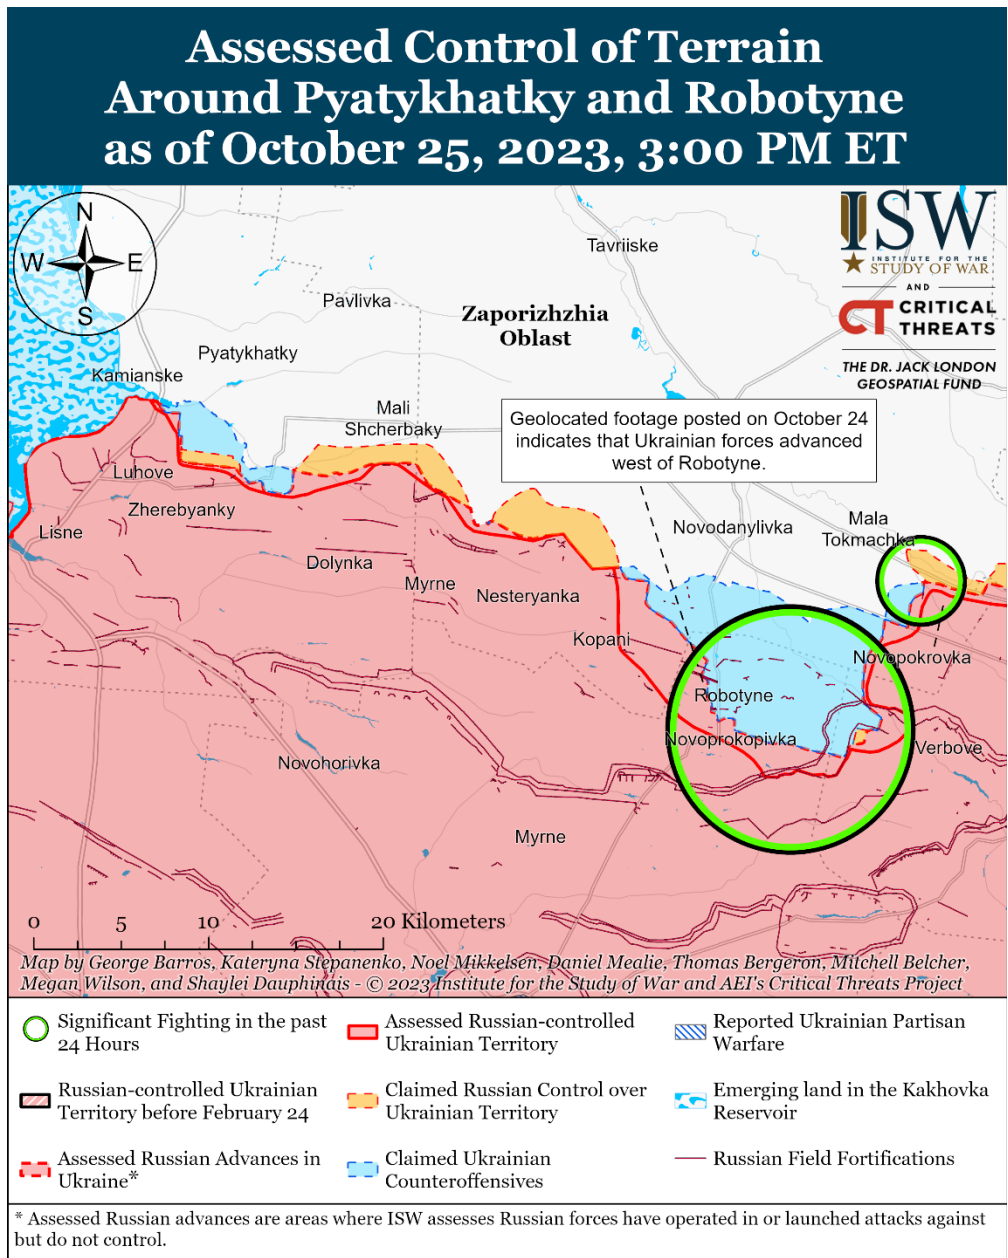 Assessed Control of Terrain
Around Pyatykhatky and Robotyne
as of October 25, 2023, 3:00 PM ET
N
W
E
S
ISW
INSTITUTE FOR THE
STUDY OF WAR
AND
CT CRITICAL
THREATS
THE DR. JACK LONDON
GEOSPATIAL FUND
Tavriiske
Pavlivka
Zaporizhzhia
Oblast
Pyatykhatky
Kamianske
Mali
Shcherbaky
Geolocated footage posted on October 24
indicates that Ukrainian forces advanced
west of Robotyne.
Luhove
Zherebyanky
Lisne
Novodanylivka
Mala
Tokmachka
Dolynka
Myrne
Nesteryanka
Kopani
Novopokrovka
Robotyne
Novoprokopivka
Verbove
Novohorivka
Myrne
0 5 10 20 Kilometers
Map by George Barros, Kateryna Stepanenko, Noel Mikkelsen, Daniel Mealie, Thomas Bergeron, Mitchell Belcher,
Megan Wilson, and Shaylei Dauphinais - © 2023 Institute for the Study of War and AEI's Critical Threats Project
Significant Fighting in the past
24 Hours
Russian-controlled Ukrainian
Territory before February 24
Assessed Russian Advances in
Ukraine*
Assessed Russian-controlled
Ukrainian Territory
Claimed Russian Control over
Ukrainian Territory
Claimed Ukrainian
Counteroffensives
Reported Ukrainian Partisan
Warfare
Emerging land in the Kakhovka
Reservoir
Russian Field Fortifications
* Assessed Russian advances are areas where ISW assesses Russian forces have operated in or launched attacks against
but do not control.